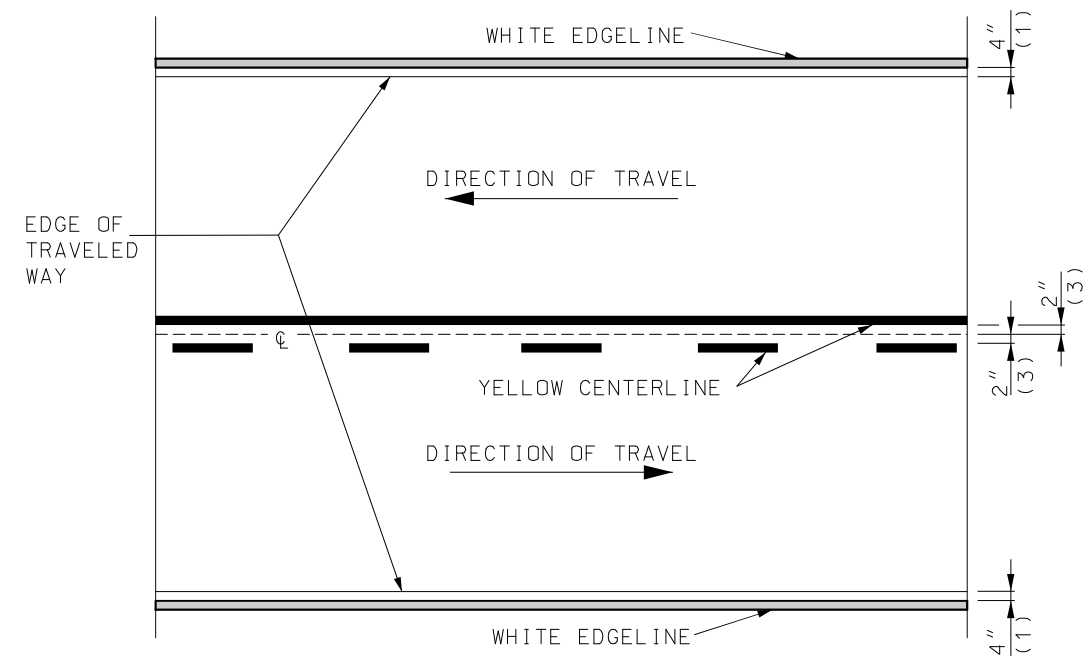 WHITE EDGELINE
4″
(1)
DIRECTION OF TRAVEL
EDGE OF
TRAVELED
WAY
2″
(3)
℄
2″
(3)
YELLOW CENTERLINE
DIRECTION OF TRAVEL
WHITE EDGELINE
4″
(1)